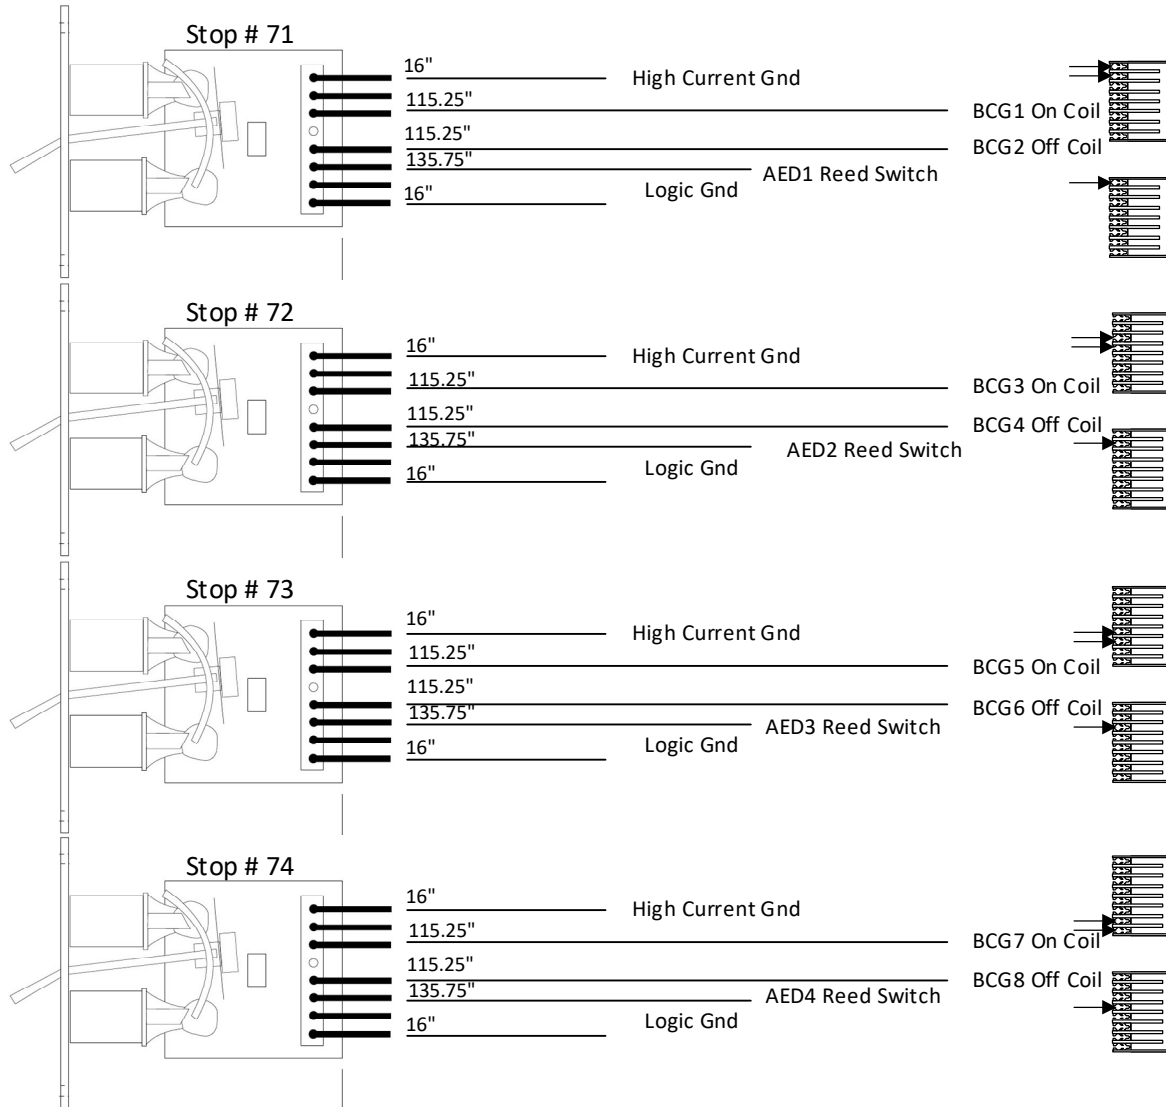 Stop # 71
16"
High Current Gnd
115.25"
BCG1 On Coil
115.25"
BCG2 Off Coil
135.75"
AED1 Reed Switch
Logic Gnd
16"
Stop # 72
16"
High Current Gnd
115.25"
BCG3 On Coil
115.25"
BCG4 Off Coil
135.75"
AED2 Reed Switch
Logic Gnd
16"
Stop # 73
16"
High Current Gnd
115.25"
BCG5 On Coil
115.25"
BCG6 Off Coil
135.75"
AED3 Reed Switch
Logic Gnd
16"
Stop # 74
16"
High Current Gnd
115.25"
BCG7 On Coil
115.25"
BCG8 Off Coil
135.75"
AED4 Reed Switch
Logic Gnd
16"